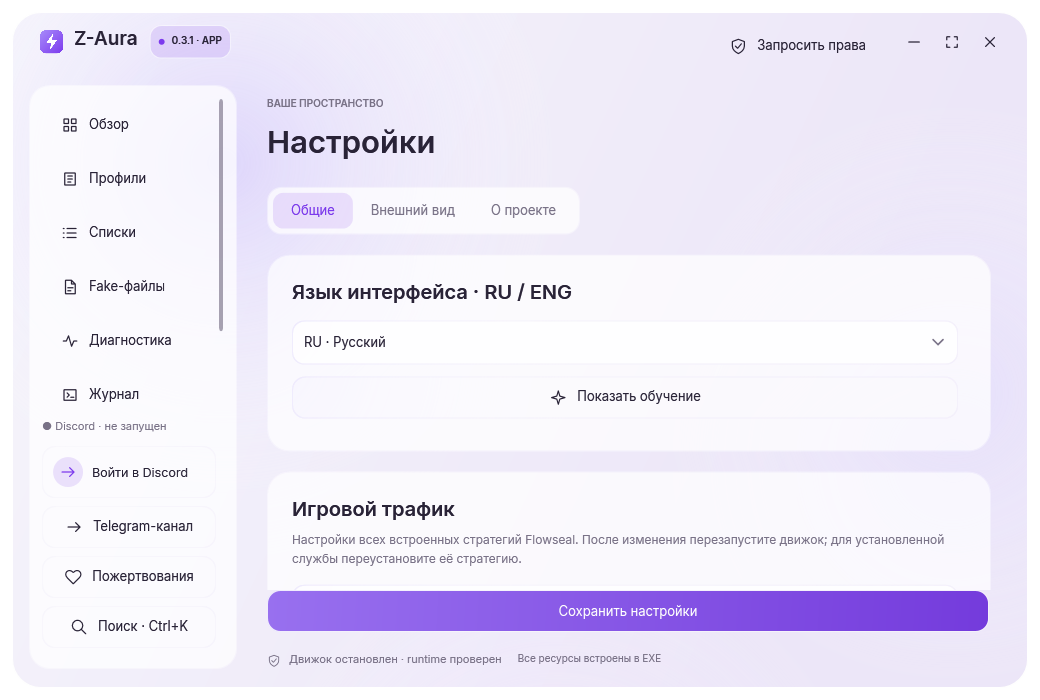 Z-Aura
0.3.1 · APP
Запросить права
Обзор
Профили
Списки
Fake-файлы
Диагностика
Журнал
Discord · не запущен
Войти в Discord
Telegram-канал
Пожертвования
Поиск · Ctrl+K
ВАШЕ ПРОСТРАНСТВО
Настройки
Общие
Внешний вид
О проекте
Язык интерфейса · RU / ENG
RU · Русский
Показать обучение
Игровой трафик
Настройки всех встроенных стратегий Flowseal. После изменения перезапустите движок; для установленной
службы переустановите её стратегию.
Сохранить настройки
Движок остановлен · runtime проверен
Все ресурсы встроены в EXE